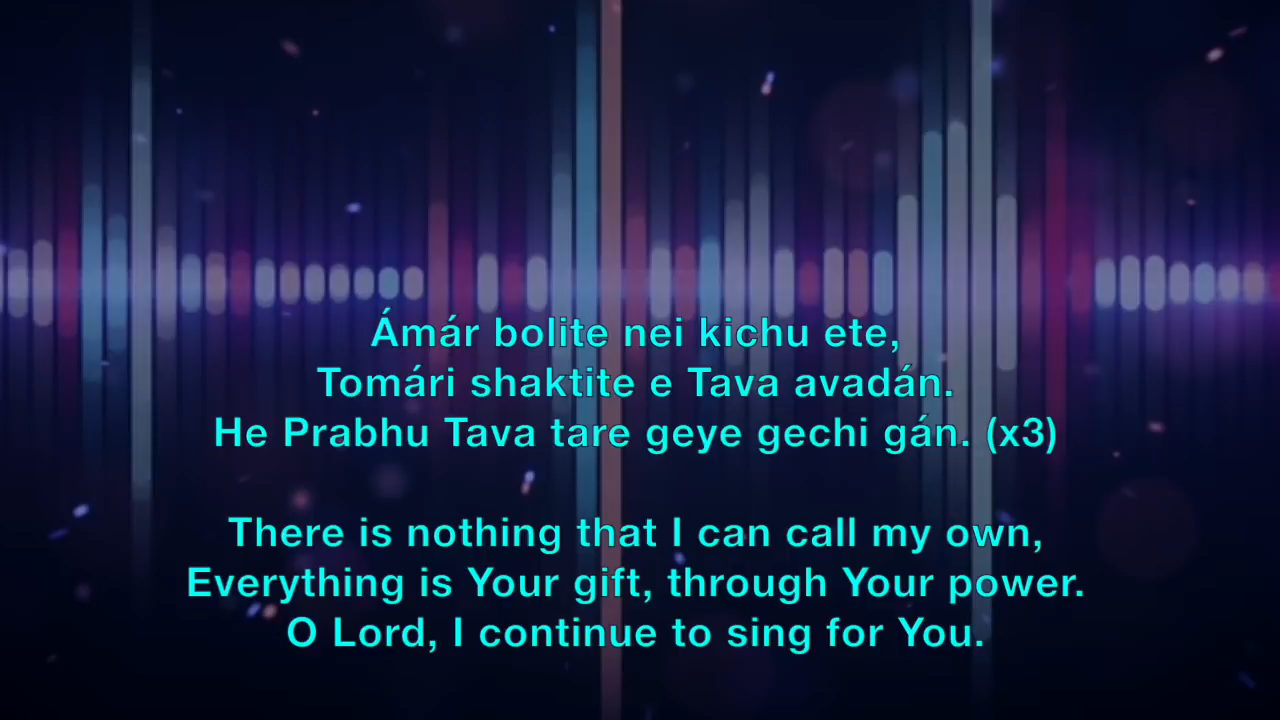 Ámár bolite nei kichu ete,
Tomári shaktite e Tava avadán.
He Prabhu Tava tare geye gechi gán. (x3)
There is nothing that I can call my own,
Everything is Your gift, through Your power.
O Lord, I continue to sing for You.